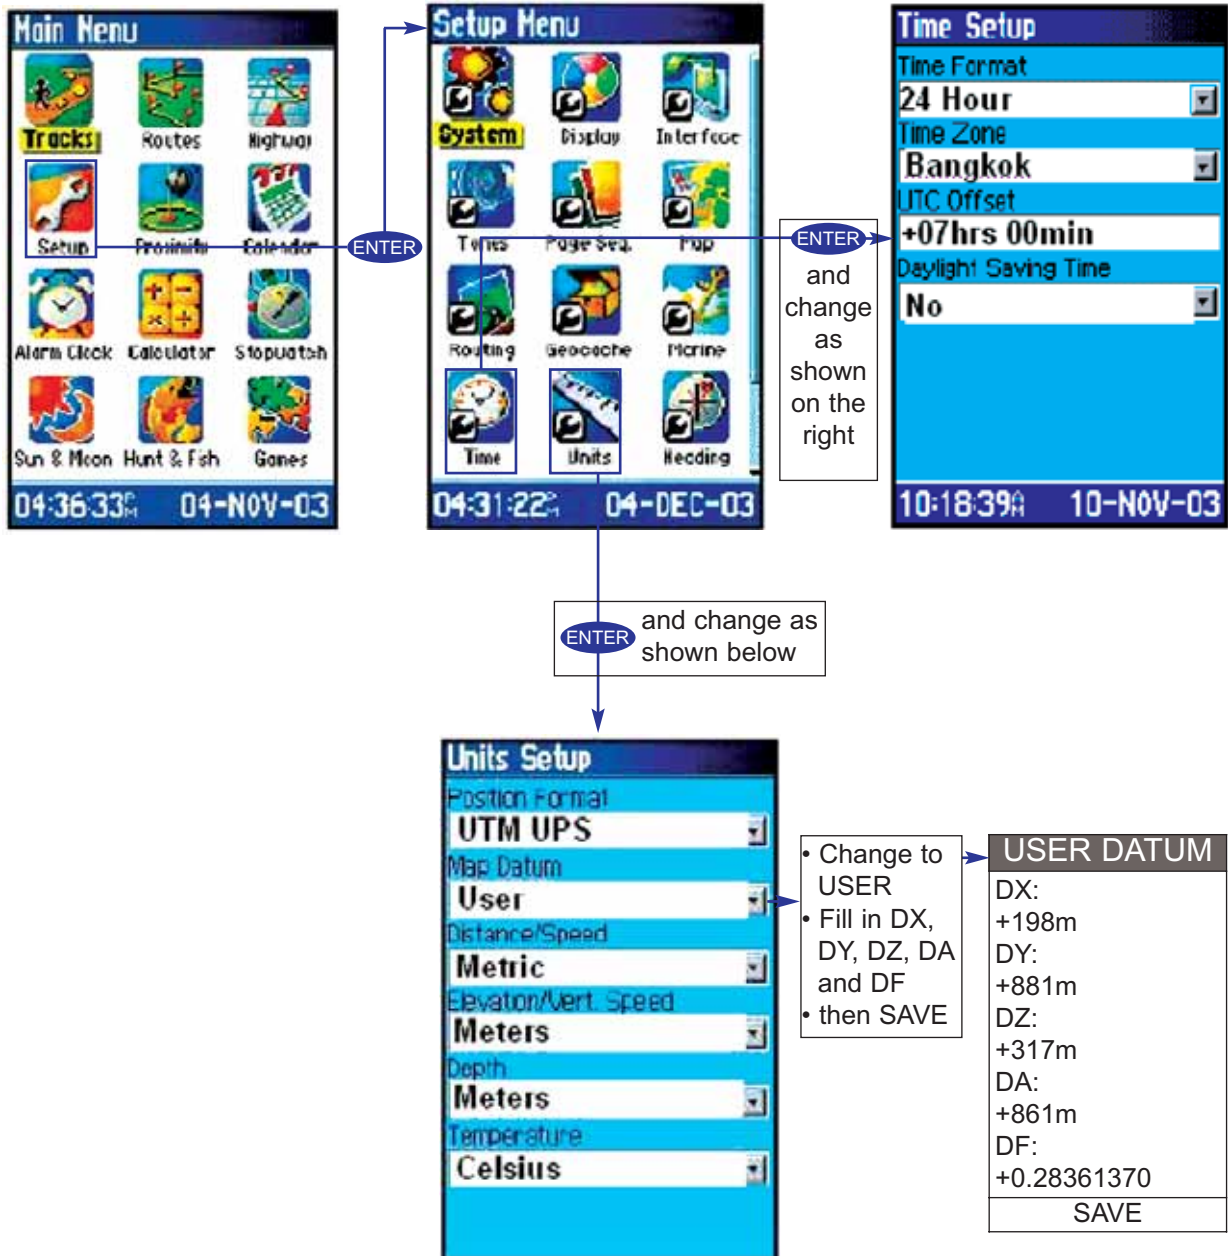 Main Menu
Tracks
Routes
Highway
Setup
Proximity
Calendar
Alarm Clock
Calculator
Stopwatch
Sun & Moon
Hunt & Fish
Games
04:36:33PM 04-NOV-03
ENTER
Setup Menu
System
Display
Interface
Tones
Page Seq.
Map
Routing
Geocache
Marine
Time
Units
Heading
04:31:22PM 04-DEC-03
ENTER
and
change
as
shown
on the
right
Time Setup
Time Format
24 Hour
Time Zone
Bangkok
UTC Offset
+07hrs 00min
Daylight Saving Time
No
10:18:39AM 10-NOV-03
ENTER
and change as
shown below
Units Setup
Position Format
UTM UPS
Map Datum
User
Distance/Speed
Metric
Elevation/Vert. Speed
Meters
Depth
Meters
Temperature
Celsius
• Change to
USER
• Fill in DX,
DY, DZ, DA
and DF
• then SAVE
USER DATUM
DX:
+198m
DY:
+881m
DZ:
+317m
DA:
+861m
DF:
+0.28361370
SAVE